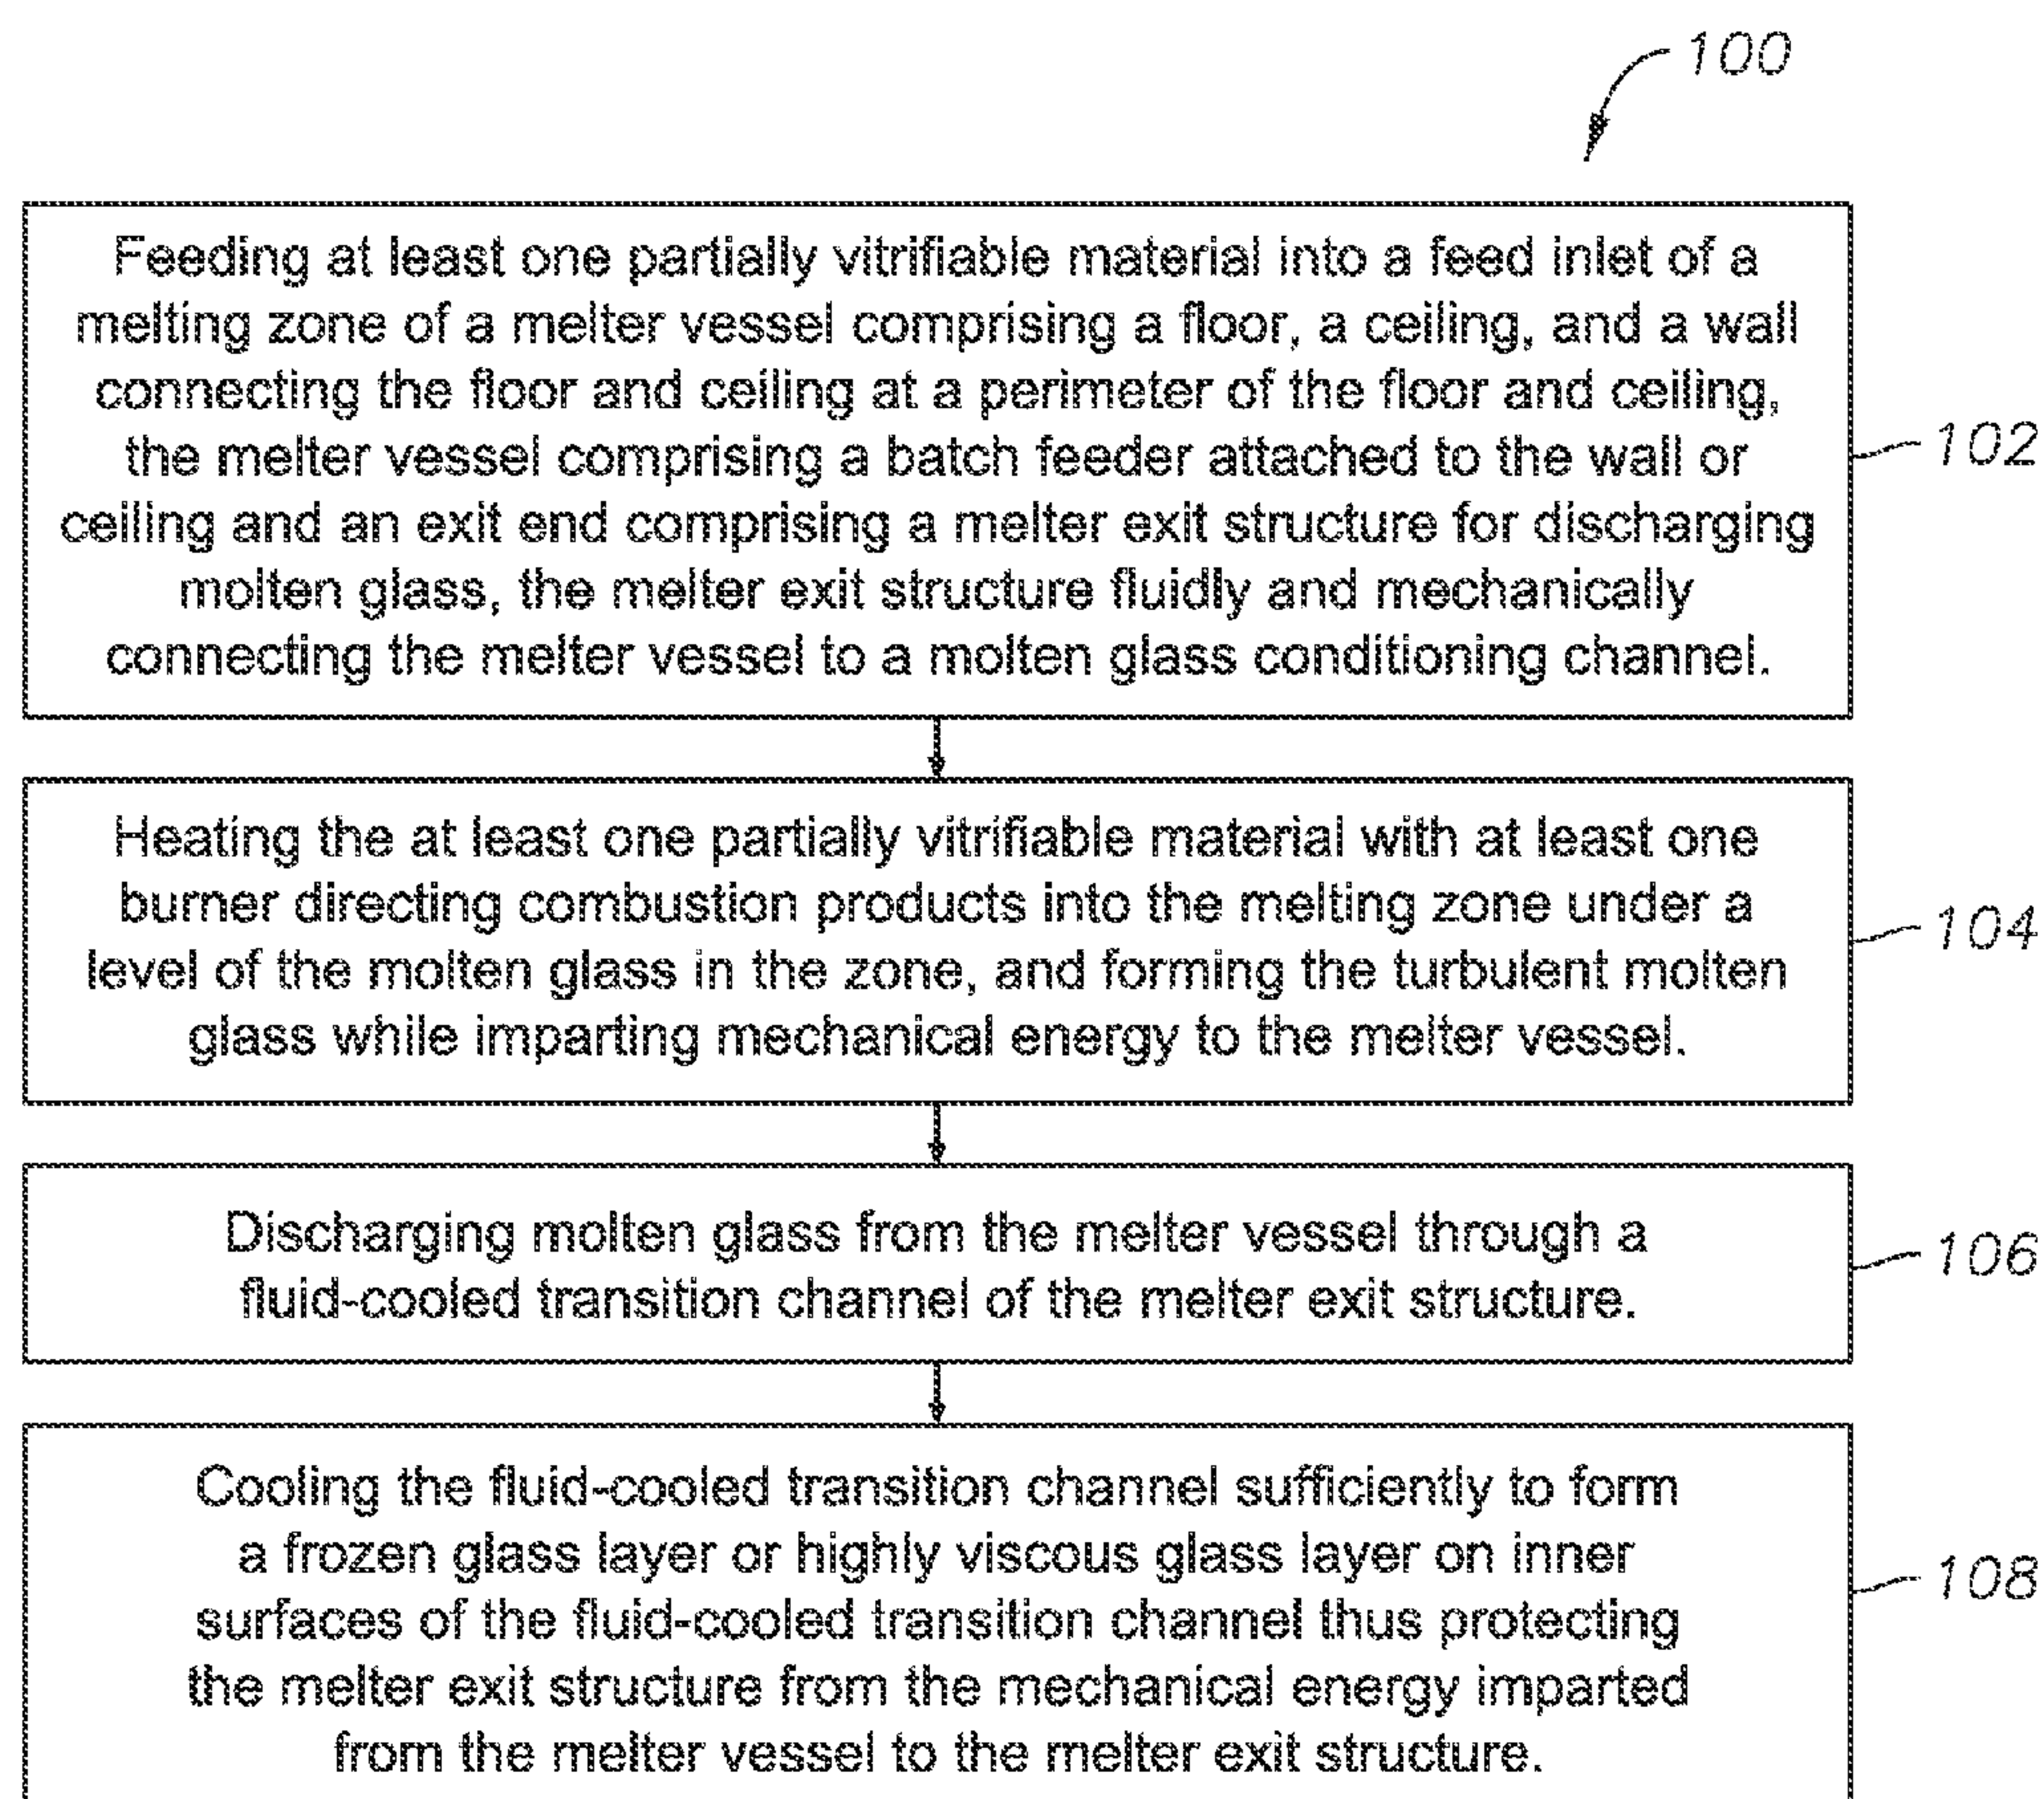 100
Feeding at least one partially vitrifiable material into a feed inlet of a
melting zone of a melter vessel comprising a floor, a ceiling, and a wall
connecting the floor and ceiling at a perimeter of the floor and ceiling,
the melter vessel comprising a batch feeder attached to the wall or
ceiling and an exit end comprising a melter exit structure for discharging
molten glass, the melter exit structure fluidly and mechanically
connecting the melter vessel to a molten glass conditioning channel.
102
Heating the at least one partially vitrifiable material with at least one
burner directing combustion products into the melting zone under a
level of the molten glass in the zone, and forming the turbulent molten
glass while imparting mechanical energy to the melter vessel.
104
Discharging molten glass from the melter vessel through a
fluid-cooled transition channel of the melter exit structure.
106
Cooling the fluid-cooled transition channel sufficiently to form
a frozen glass layer or highly viscous glass layer on inner
surfaces of the fluid-cooled transition channel thus protecting
the melter exit structure from the mechanical energy imparted
from the melter vessel to the melter exit structure.
108